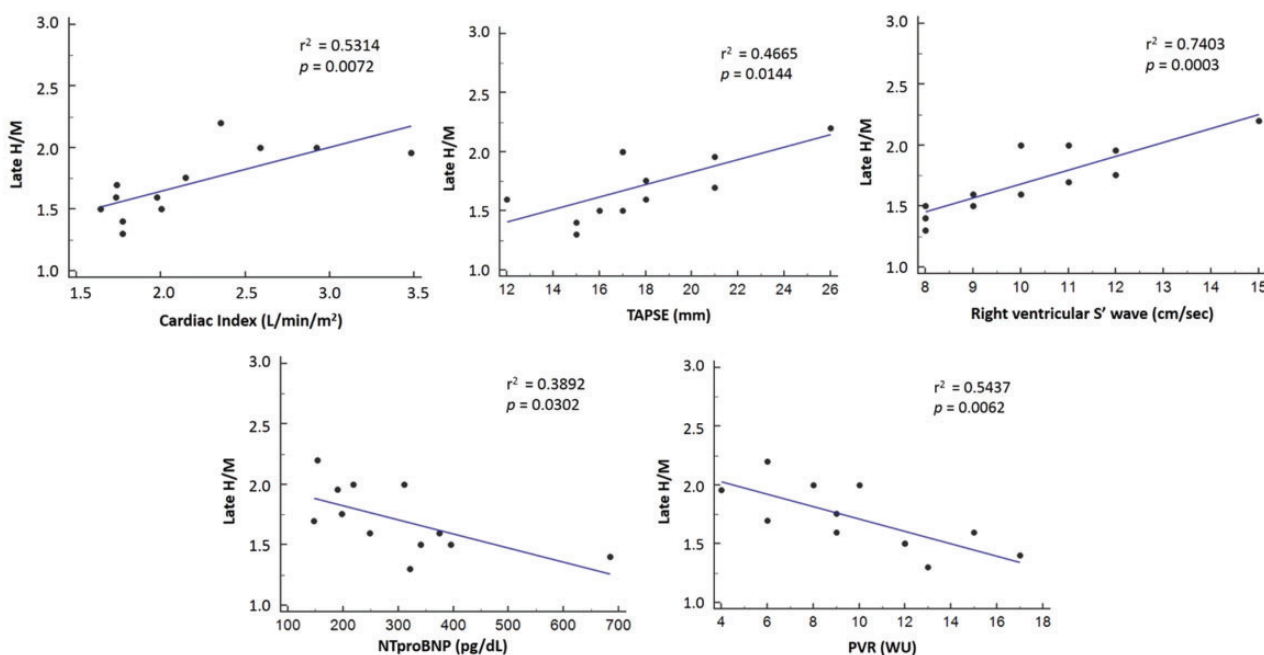 3.0
2.5
2.0
1.5
1.0
Late H/M
r² = 0.5314
p = 0.0072
1.5 2.0 2.5 3.0 3.5
Cardiac Index (L/min/m²)
3.0
2.5
2.0
1.5
1.0
Late H/M
r² = 0.4665
p = 0.0144
12 14 16 18 20 22 24 26
TAPSE (mm)
3.0
2.5
2.0
1.5
1.0
Late H/M
r² = 0.7403
p = 0.0003
8 9 10 11 12 13 14 15
Right ventricular S' wave (cm/sec)
3.0
2.5
2.0
1.5
1.0
Late H/M
r² = 0.3892
p = 0.0302
100 200 300 400 500 600 700
NTproBNP (pg/dL)
3.0
2.5
2.0
1.5
1.0
Late H/M
r² = 0.5437
p = 0.0062
4 6 8 10 12 14 16 18
PVR (WU)